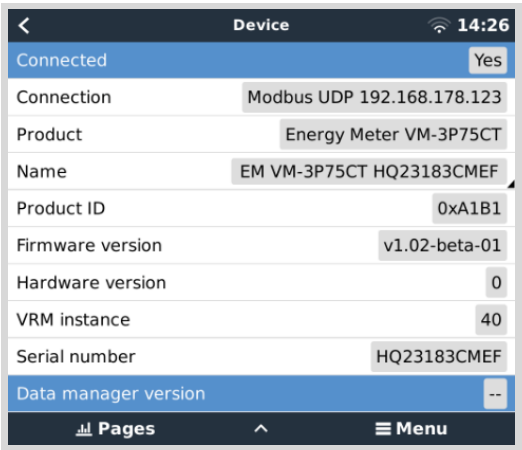 Device 14:26
Connected Yes
Connection Modbus UDP 192.168.178.123
Product Energy Meter VM-3P75CT
Name EM VM-3P75CT HQ23183CMEF
Product ID 0xA1B1
Firmware version v1.02-beta-01
Hardware version 0
VRM instance 40
Serial number HQ23183CMEF
Data manager version --
Pages Menu